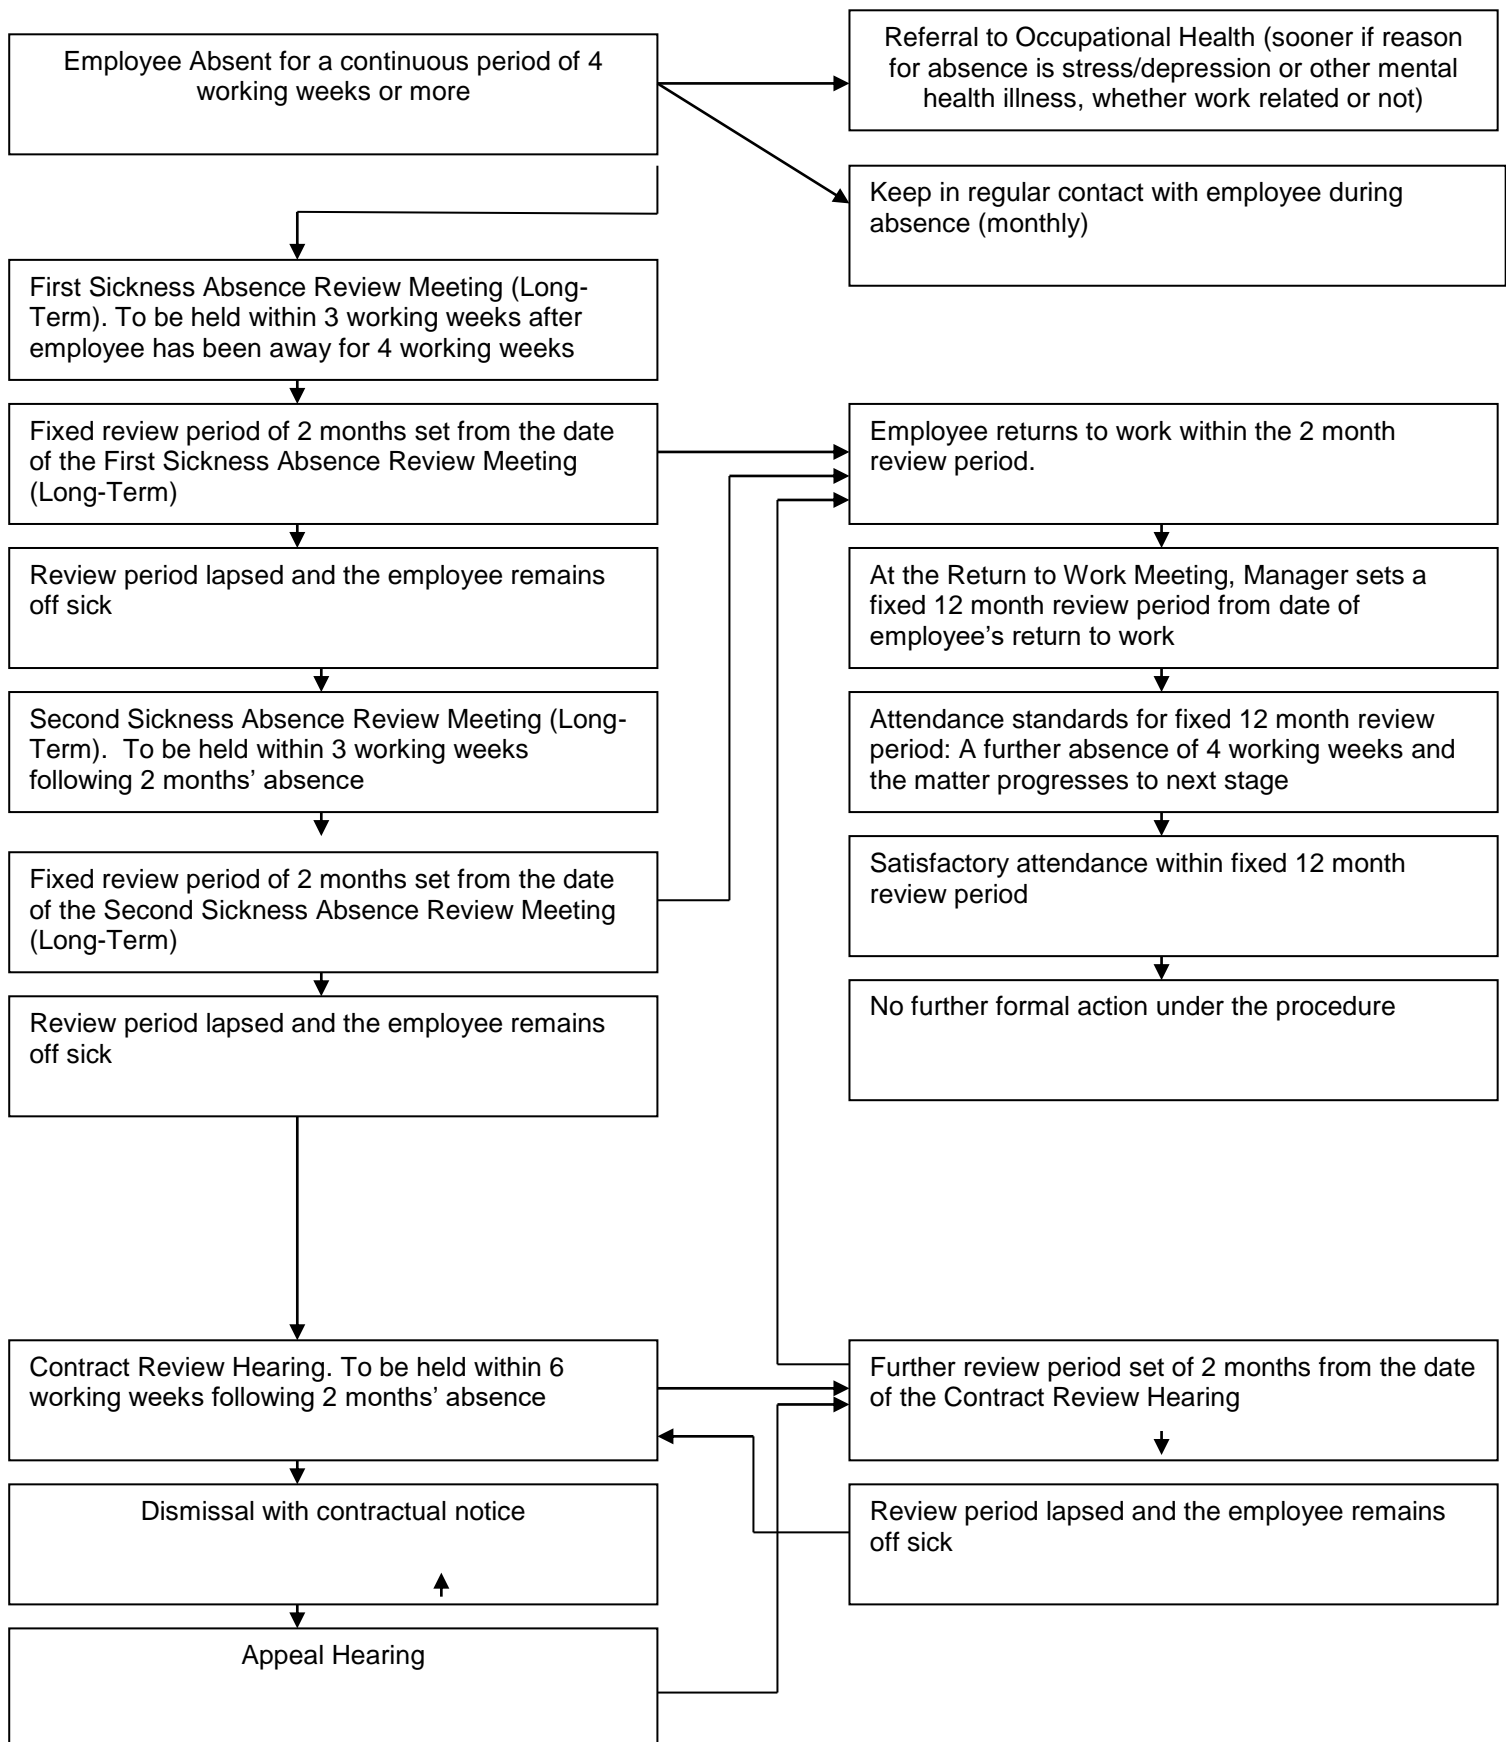 Employee Absent for a continuous period of 4
working weeks or more
Referral to Occupational Health (sooner if reason
for absence is stress/depression or other mental
health illness, whether work related or not)
Keep in regular contact with employee during
absence (monthly)
First Sickness Absence Review Meeting (Long-
Term). To be held within 3 working weeks after
employee has been away for 4 working weeks
Fixed review period of 2 months set from the date
of the First Sickness Absence Review Meeting
(Long-Term)
Employee returns to work within the 2 month
review period.
Review period lapsed and the employee remains
off sick
At the Return to Work Meeting, Manager sets a
fixed 12 month review period from date of
employee’s return to work
Second Sickness Absence Review Meeting (Long-
Term).  To be held within 3 working weeks
following 2 months’ absence
Attendance standards for fixed 12 month review
period: A further absence of 4 working weeks and
the matter progresses to next stage
Fixed review period of 2 months set from the date
of the Second Sickness Absence Review Meeting
(Long-Term)
Satisfactory attendance within fixed 12 month
review period
Review period lapsed and the employee remains
off sick
No further formal action under the procedure
Contract Review Hearing. To be held within 6
working weeks following 2 months’ absence
Further review period set of 2 months from the date
of the Contract Review Hearing
Dismissal with contractual notice
Review period lapsed and the employee remains
off sick
Appeal Hearing